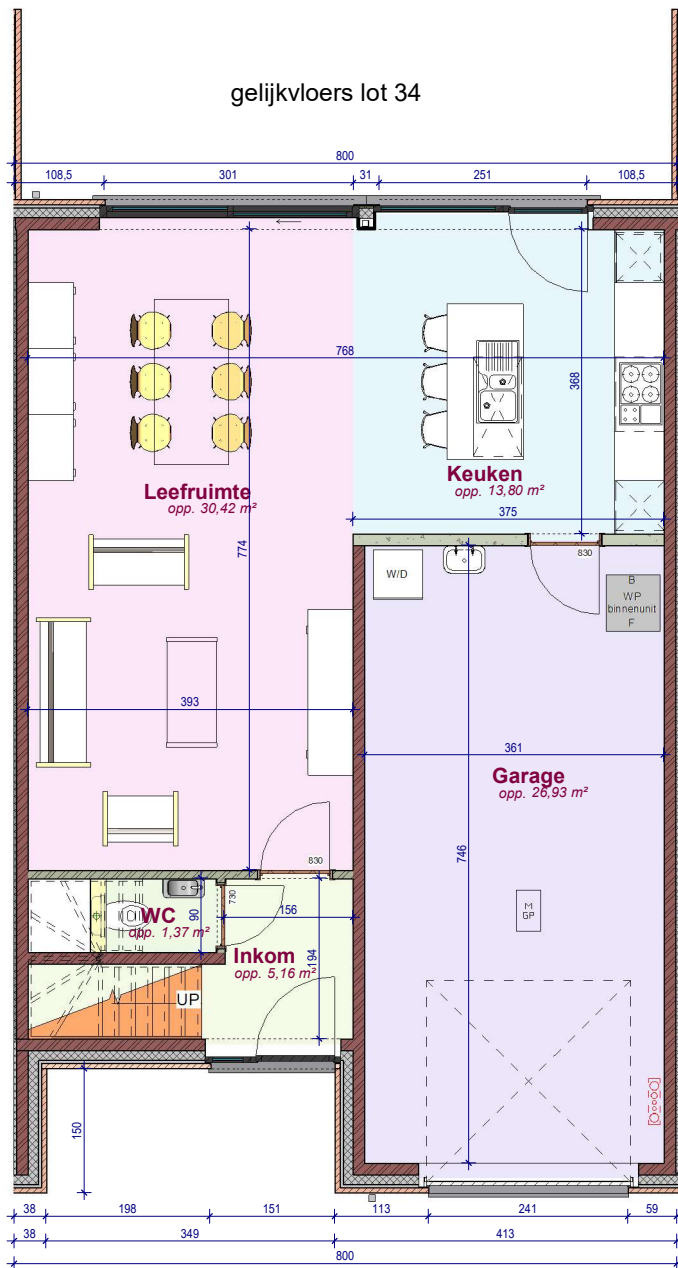 gelijkvloers lot 34
800
108,5 301 31 251 108,5
768
368
Leefruimte
opp. 30,42 m²
Keuken
opp. 13,80 m²
375
774
830
W/D
B
WP
binnenunit
F
393
361
Garage
opp. 26,93 m²
746
830
M
GP
730
WC
opp. 1,37 m²
90
156
Inkom
opp. 5,16 m²
194
UP
150
38 198 151 113 241 59
38 349 413
800